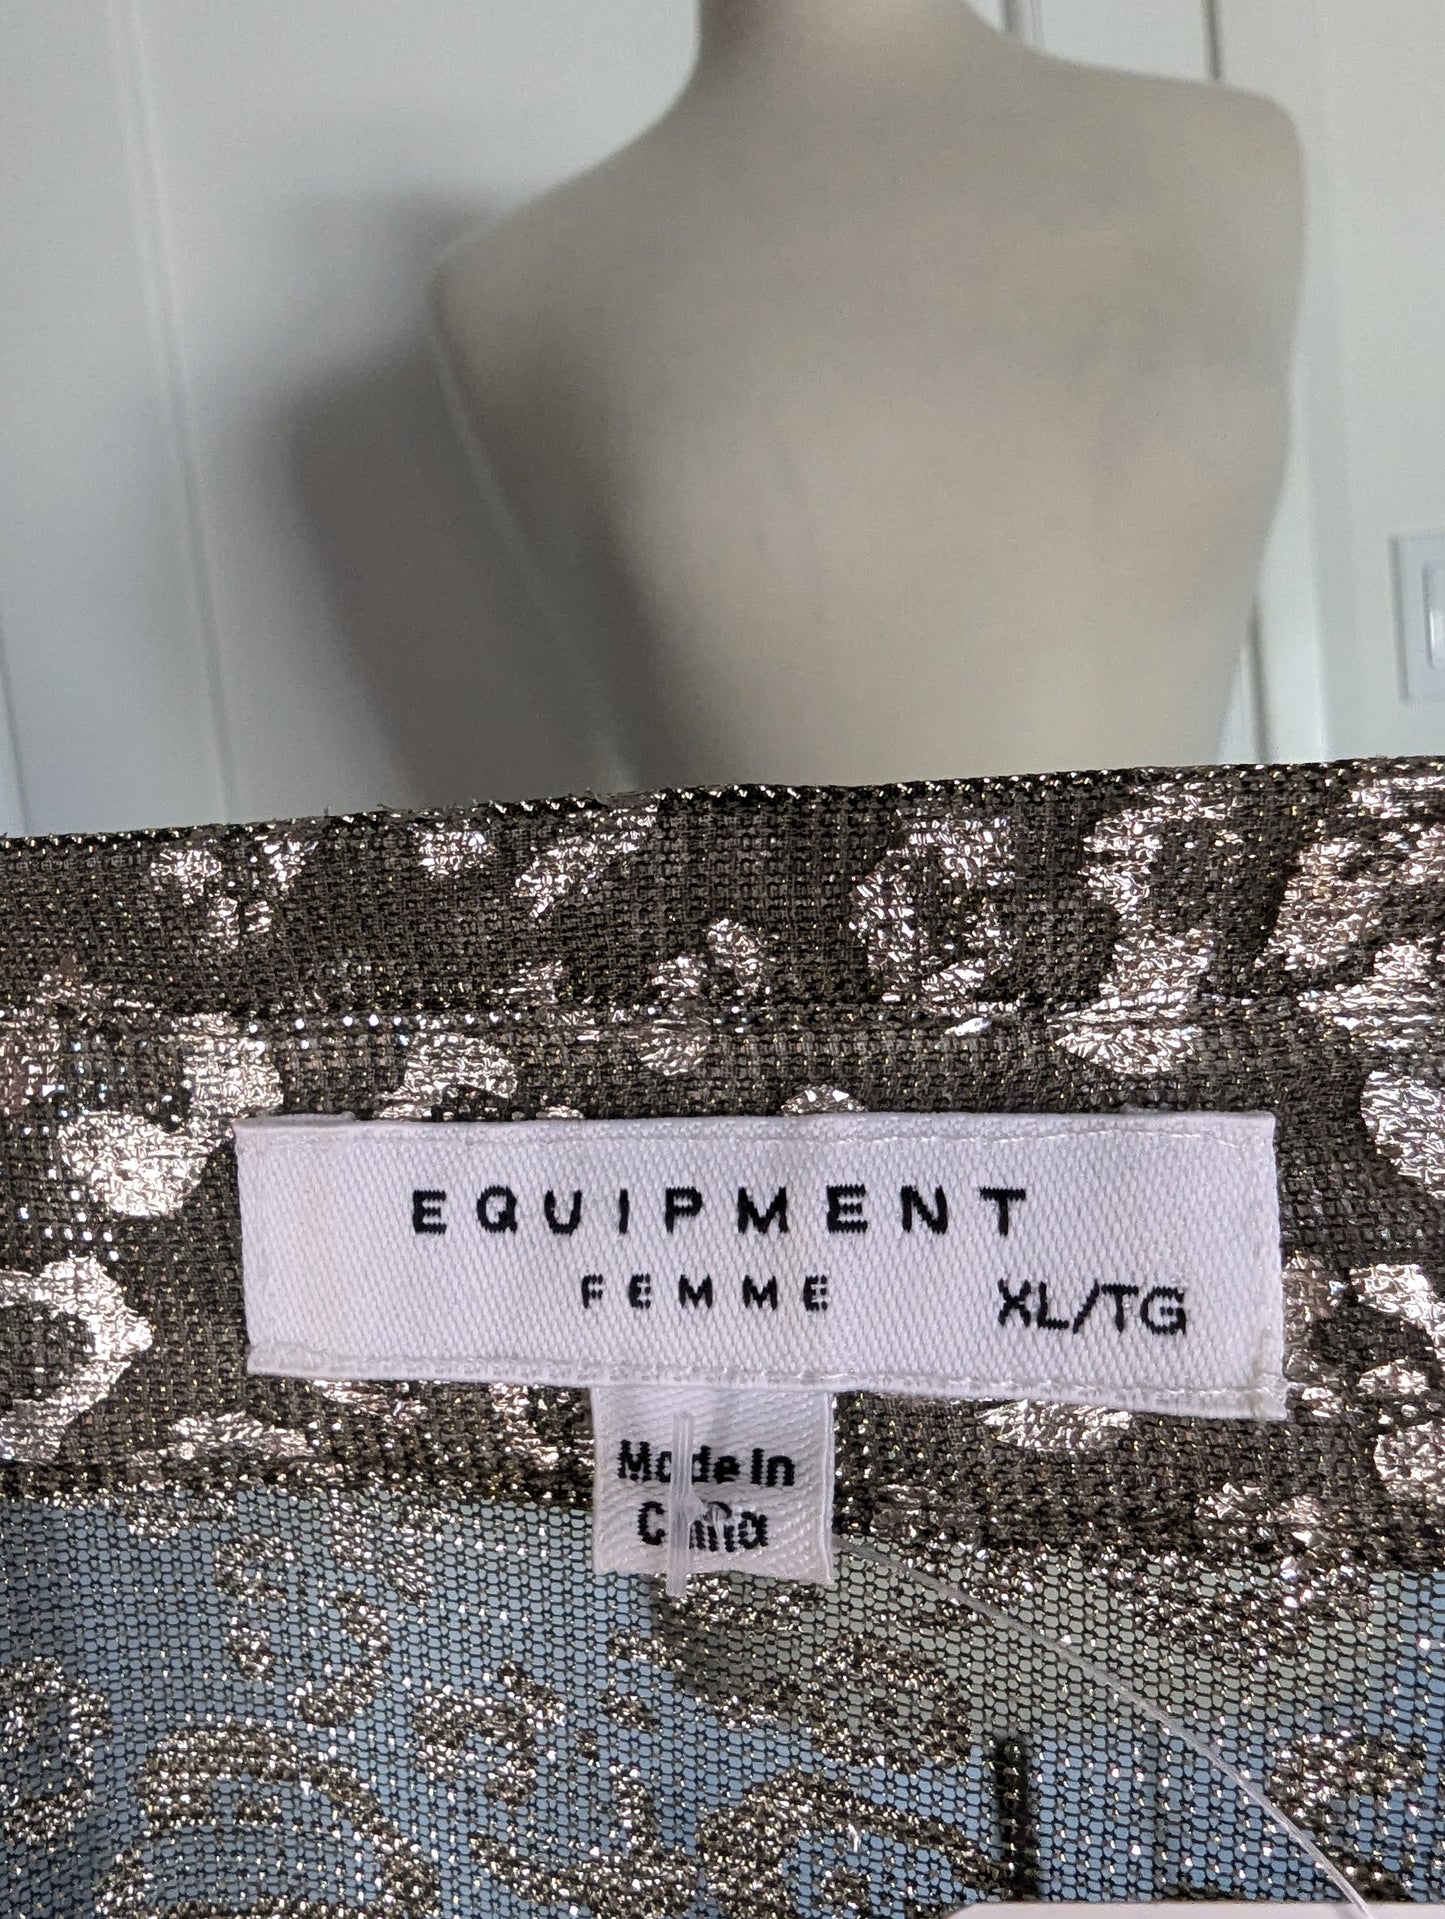 EQUIPMENT
FEMME XL/TG
Made In
China